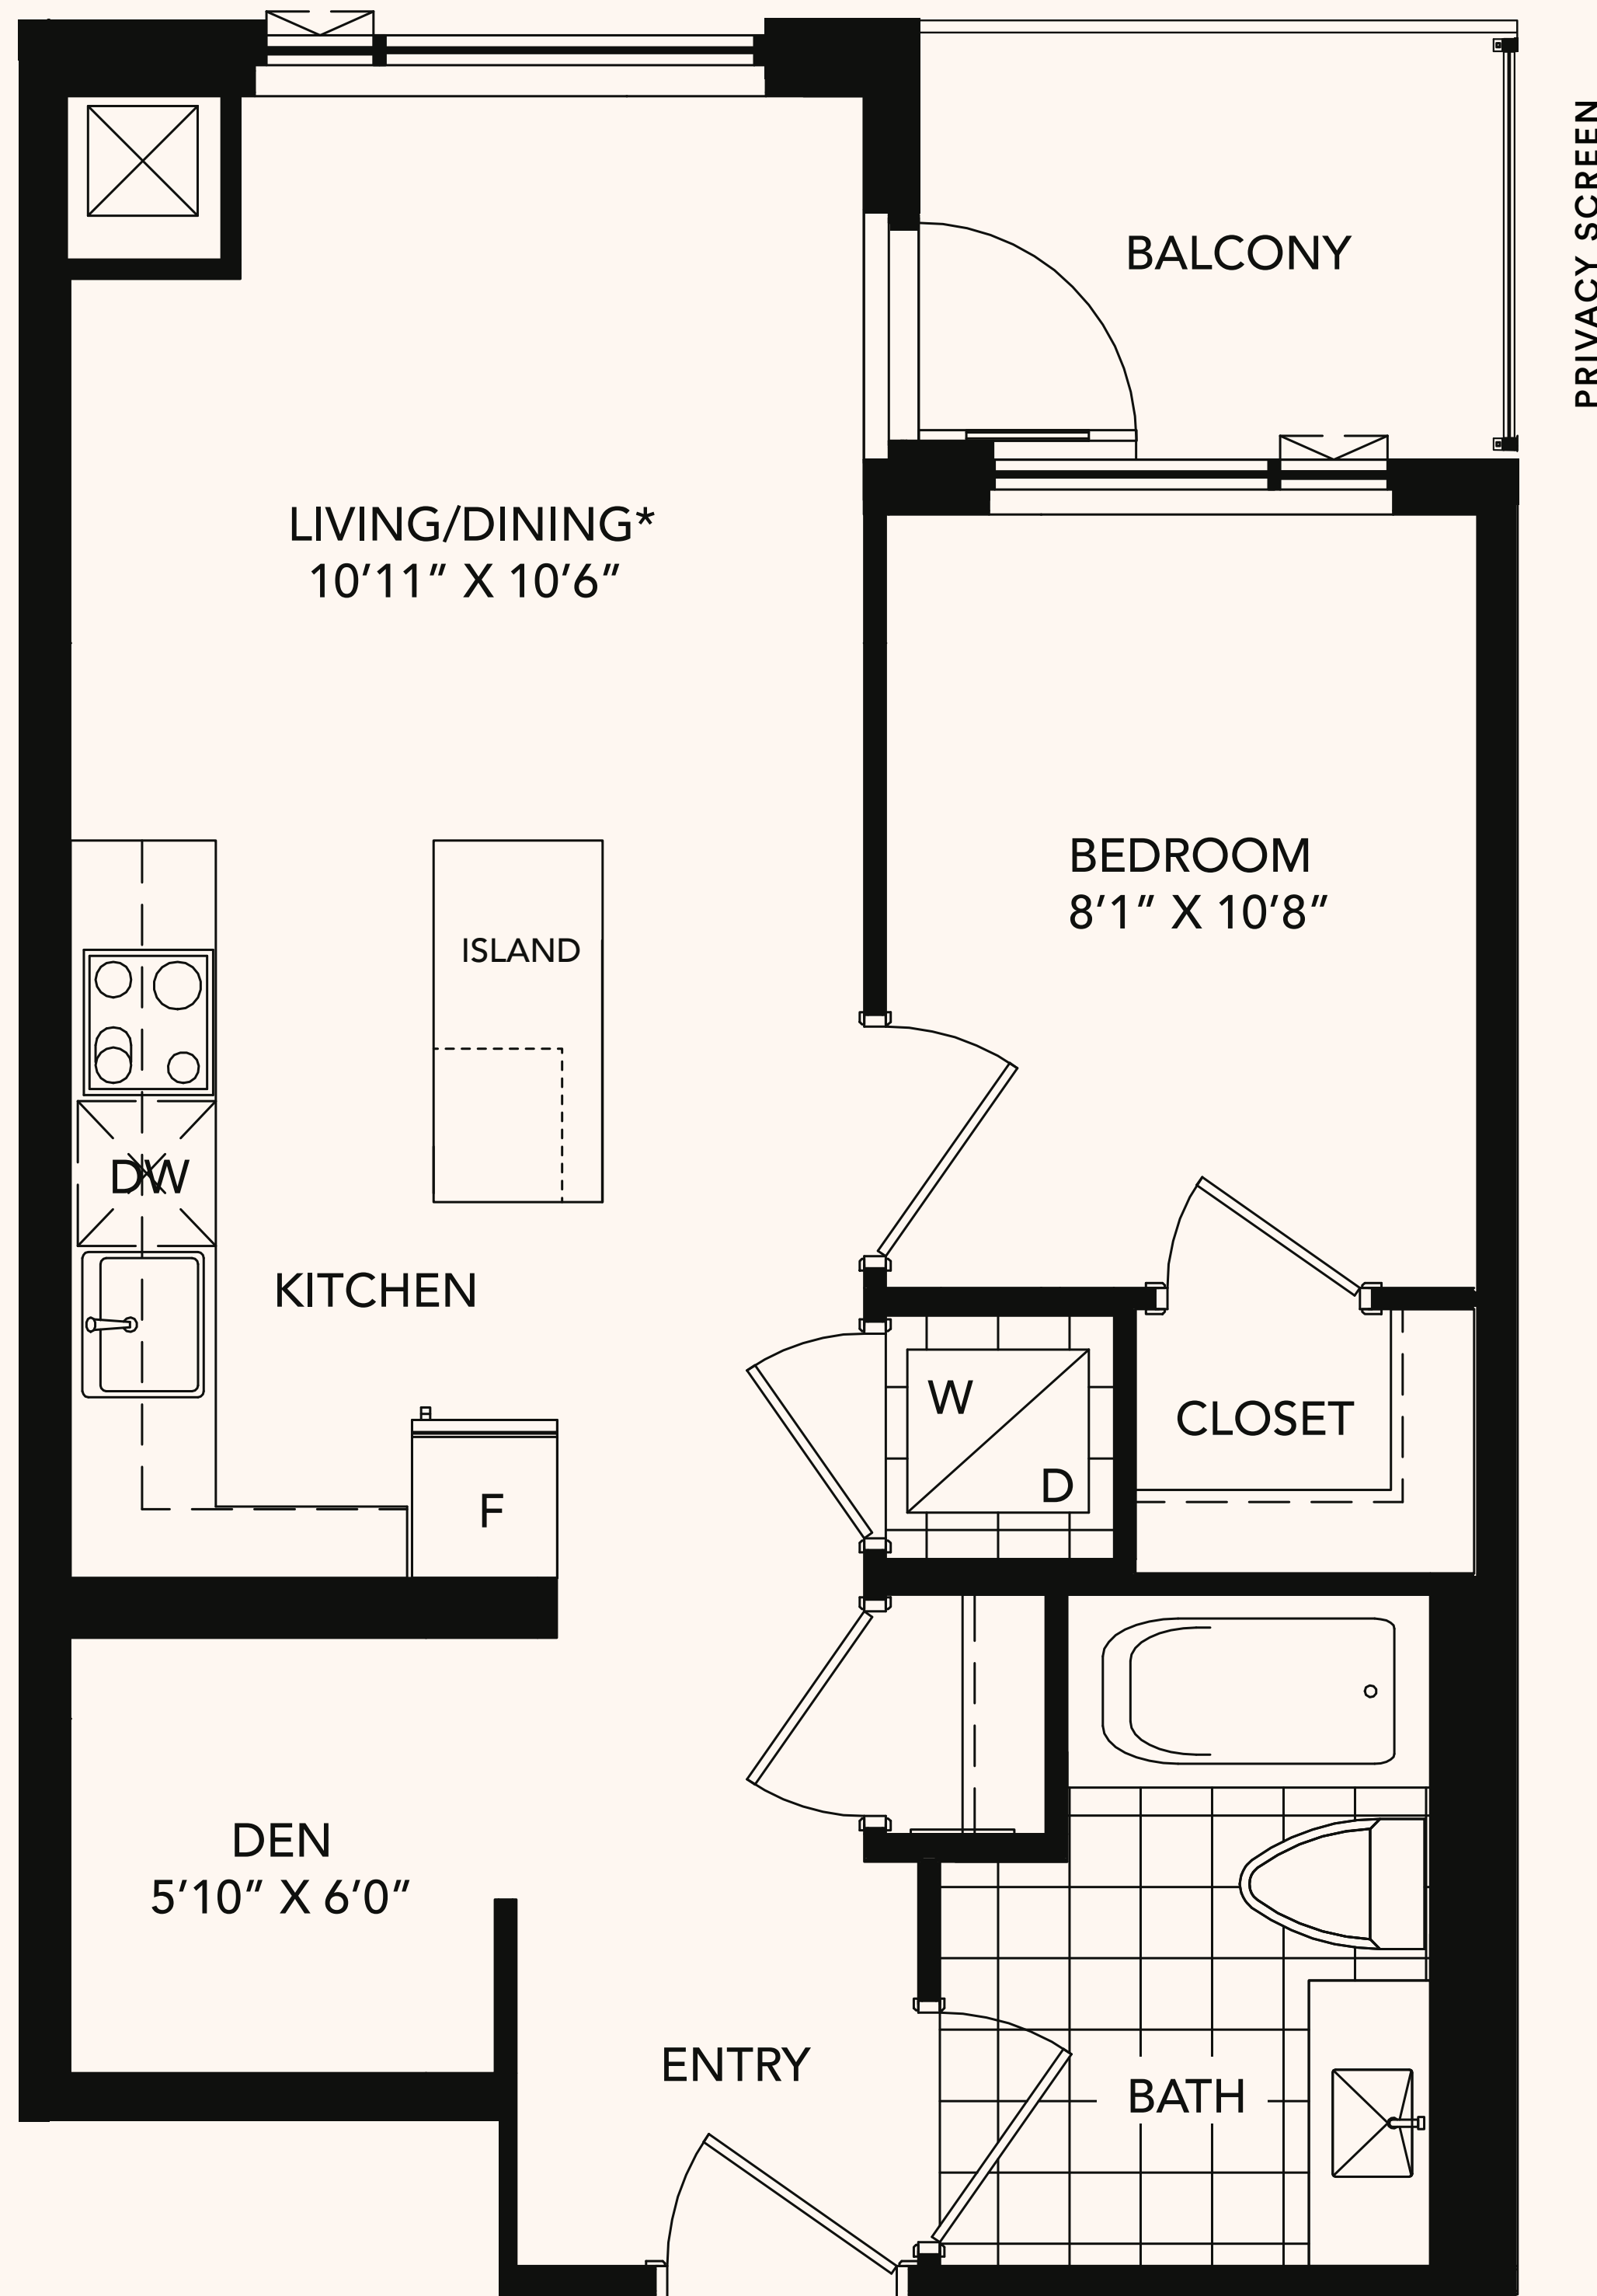 PRIVACY SCREEN
BALCONY
LIVING/DINING*
10’11” X 10’6”
BEDROOM
8’1” X 10’8”
ISLAND
DW
KITCHEN
W
D
CLOSET
F
DEN
5’10” X 6’0”
ENTRY
BATH